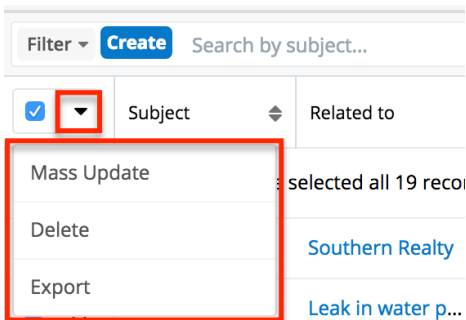 Filter Create Search by subject...
Subject Related to
Mass Update
selected all 19 recor
Delete
Southern Realty
Export
Leak in water p...